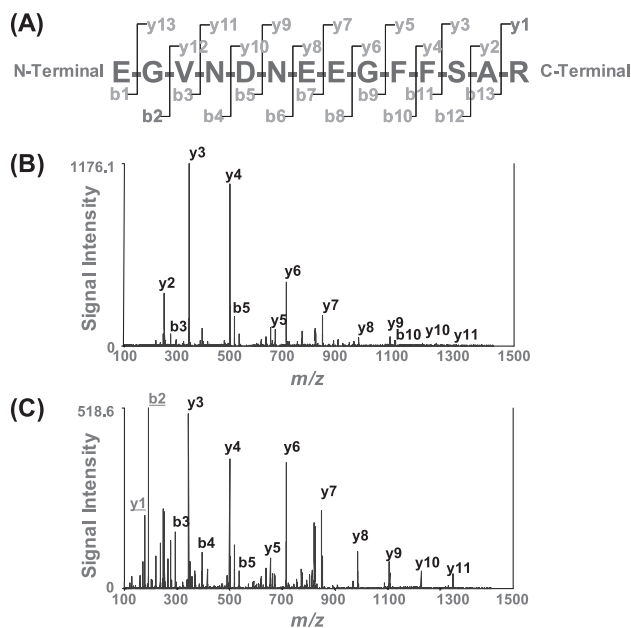 (A)
y13 y11 y9 y7 y5 y3 y1
y12 y10 y8 y6 y4 y2
N-Terminal E-G-V-N-D-N-E-E-G-F-F-S-A-R C-Terminal
b1 b3 b5 b7 b9 b11 b13
b2 b4 b6 b8 b10 b12
(B)
1176.1
Signal Intensity
0
y3
y4
y6
y2
b3
b5
y5
y7
y8
y9
b10
y10
y11
100 300 500 700 900 1100 1300 1500
m/z
(C)
518.6
Signal Intensity
0
b2
y3
y4
y6
y1
b3
b4
b5
y5
y7
y8
y9
y10
y11
100 300 500 700 900 1100 1300 1500
m/z